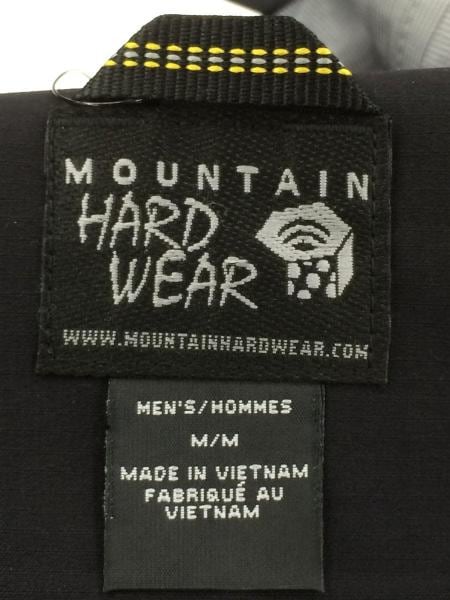 MOUNTAIN
HARD
WEAR
WWW.MOUNTAINHARDWEAR.COM
MEN'S/HOMMES
M/M
MADE IN VIETNAM
FABRIQUÉ AU
VIETNAM